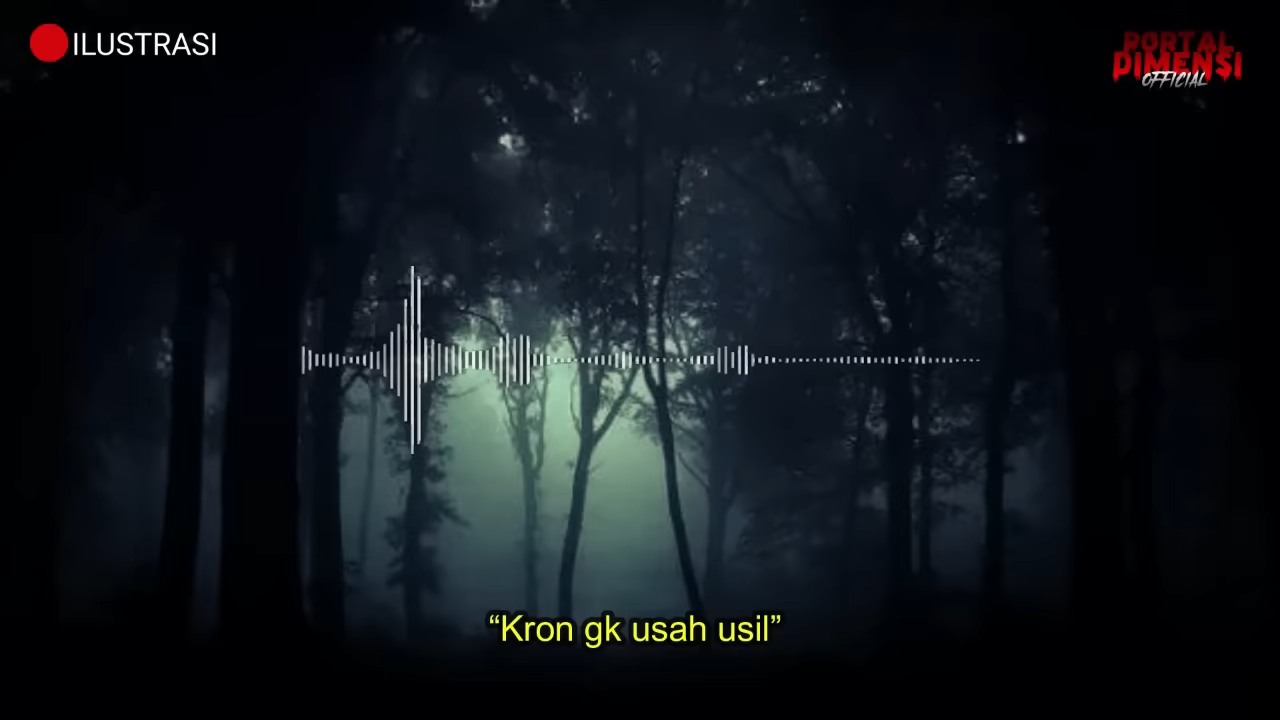 ILUSTRASI
PORTAL
DIMENSI
OFFICIAL
“Kron gk usah usil”